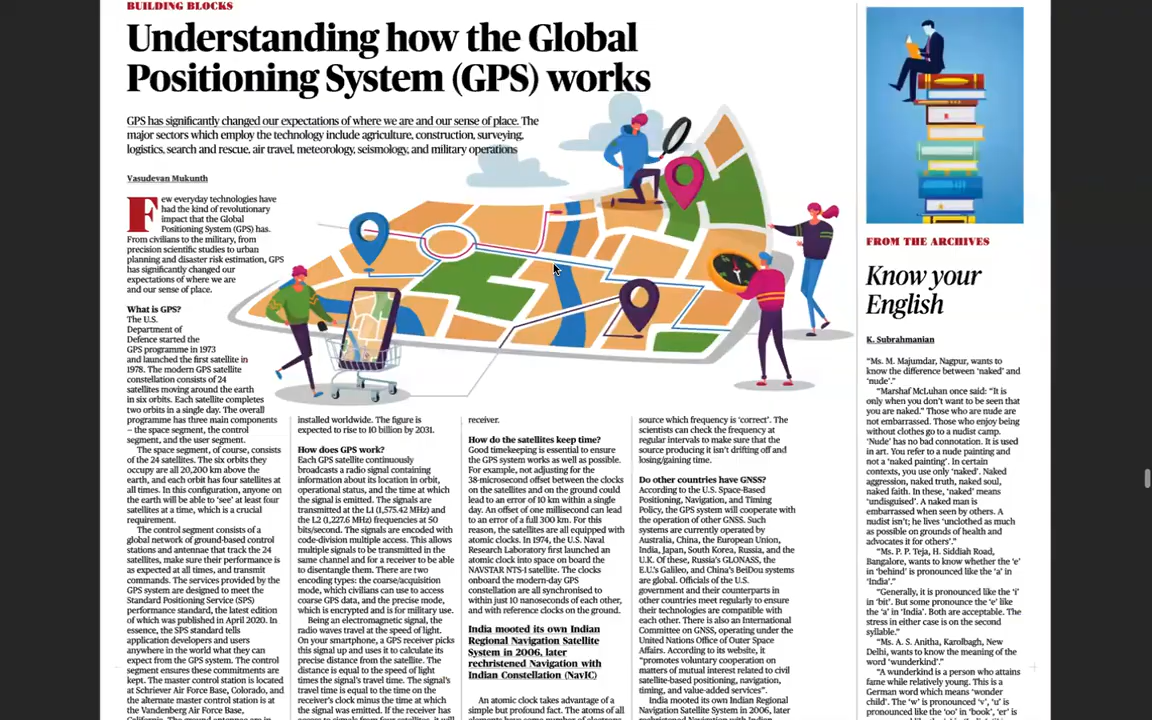 BUILDING BLOCKS
Understanding how the Global
Positioning System (GPS) works
GPS has significantly changed our expectations of where we are and our sense of place. The
major sectors which employ the technology include agriculture, construction, surveying,
logistics, search and rescue, air travel, meteorology, seismology, and military operations
Vasudevan Mukunth
Few everyday technologies have
had the kind of revolutionary
impact that the Global
Positioning System (GPS) has.
From civilians to the military, from
precision scientific studies to urban
planning and disaster risk estimation, GPS
has significantly changed our
expectations of where we are
and our sense of place.
What is GPS?
The U.S.
Department of
Defence started the
GPS programme in 1973
and launched the first satellite in
1978. The modern GPS satellite
constellation consists of 24
satellites moving around the earth
in six orbits. Each satellite completes
two orbits in a single day. The overall
programme has three main components
– the space segment, the control
segment, and the user segment.
The space segment, of course, consists
of the 24 satellites. The six orbits they
occupy are all 20,200 km above the
earth, and each orbit has four satellites at
all times. In this configuration, anyone on
the earth will be able to ‘see’ at least four
satellites at a time, which is a crucial
requirement.
The control segment consists of a
global network of ground-based control
stations and antennae that track the 24
satellites, make sure their performance is
as expected at all times, and transmit
commands. The services provided by the
GPS system are designed to meet the
Standard Positioning Service (SPS)
performance standard, the latest edition
of which was published in April 2020. In
essence, the SPS standard tells
application developers and users
anywhere in the world what they can
expect from the GPS system. The control
segment ensures these commitments are
kept. The master control station is located
at Schriever Air Force Base, Colorado, and
the alternate master control station is at
the Vandenberg Air Force Base,
California. The ground antennae are in
installed worldwide. The figure is
expected to rise to 10 billion by 2031.
How does GPS work?
Each GPS satellite continuously
broadcasts a radio signal containing
information about its location in orbit,
operational status, and the time at which
the signal is emitted. The signals are
transmitted at the L1 (1,575.42 MHz) and
the L2 (1,227.6 MHz) frequencies at 50
bits/second. The signals are encoded with
code-division multiple access. This allows
multiple signals to be transmitted in the
same channel and for a receiver to be able
to disentangle them. There are two
encoding types: the coarse/acquisition
mode, which civilians can use to access
coarse GPS data, and the precise mode,
which is encrypted and is for military use.
Being an electromagnetic signal, the
radio waves travel at the speed of light.
On your smartphone, a GPS receiver picks
this signal up and uses it to calculate its
precise distance from the satellite. The
distance is equal to the speed of light
times the signal’s travel time. The signal’s
travel time is equal to the time on the
receiver’s clock minus the time at which
the signal was emitted. If the receiver has
access to signals from four satellites, it will
receiver.
How do the satellites keep time?
Good timekeeping is essential to ensure
the GPS system works as well as possible.
For example, not adjusting for the
38-microsecond offset between the clocks
on the satellites and on the ground could
lead to an error of 10 km within a single
day. An offset of one millisecond can lead
to an error of a full 300 km. For this
reason, the satellites are all equipped with
atomic clocks. In 1974, the U.S. Naval
Research Laboratory first launched an
atomic clock into space on board the
NAVSTAR NTS-I satellite. The clocks
onboard the modern-day GPS
constellation are all synchronised to
within just 10 nanoseconds of each other,
and with reference clocks on the ground.
India mooted its own Indian
Regional Navigation Satellite
System in 2006, later
rechristened Navigation with
Indian Constellation (NavIC)
An atomic clock takes advantage of a
simple but profound fact. The atoms of all
source which frequency is ‘correct’. The
scientists can check the frequency at
regular intervals to make sure that the
source producing it isn’t drifting off and
losing/gaining time.
Do other countries have GNSS?
According to the U.S. Space-Based
Positioning, Navigation, and Timing
Policy, the GPS system will cooperate with
the operation of other GNSS. Such
systems are currently operated by
Australia, China, the European Union,
India, Japan, South Korea, Russia, and the
U.K. Of these, Russia’s GLONASS, the
E.U.’s Galileo, and China’s BeiDou systems
are global. Officials of the U.S.
government and their counterparts in
other countries meet regularly to ensure
their technologies are compatible with
each other. There is also an International
Committee on GNSS, operating under the
United Nations Office of Outer Space
Affairs. According to its website, it
“promotes voluntary cooperation on
matters of mutual interest related to civil
satellite-based positioning, navigation,
timing, and value-added services”.
India mooted its own Indian Regional
Navigation Satellite System in 2006, later
FROM THE ARCHIVES
Know your
English
K. Subrahmanian
“Ms. M. Majumdar, Nagpur, wants to
know the difference between ‘naked’ and
‘nude’.”
“Marshaf McLuhan once said: “It is
only when you don’t want to be seen that
you are naked.” Those who are nude are
not embarrassed. Those who enjoy being
without clothes go to a nudist camp.
‘Nude’ has no bad connotation. It is used
in art. You refer to a nude painting and
not a ‘naked painting’. In certain
contexts, you use only ‘naked’. Naked
aggression, naked truth, naked soul,
naked faith. In these, ‘naked’ means
‘undisguised’. A naked man is
embarrassed when seen by others. A
nudist isn’t; he lives ‘unclothed as much
as possible on grounds of health and
advocates it for others’.”
“Ms. P. P. Teja, H. Siddiah Road,
Bangalore, wants to know whether the ‘e’
in ‘behind’ is pronounced like the ‘a’ in
‘India’.”
“Generally, it is pronounced like the ‘i’
in ‘bit’. But some pronounce the ‘e’ like
the ‘a’ in ‘India’. Both are acceptable. The
stress in either case is on the second
syllable.”
“Ms. A. S. Anitha, Karolbagh, New
Delhi, wants to know the meaning of the
word ‘wunderkind’.”
“A wunderkind is a person who attains
fame while relatively young. This is a
German word which means ‘wonder
child’. The ‘w’ is pronounced ‘v’, ‘u’ is
pronounced like the ‘oo’ in ‘book’, ‘er’ is